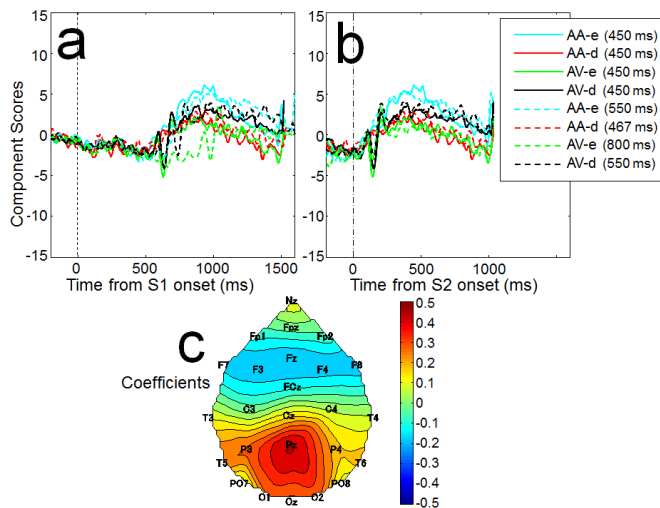 a
b
15
10
5
0
-5
-10
-15
Component Scores
0 500 1000 1500
Time from S1 onset (ms)
15
10
5
0
-5
-10
-15
0 500 1000 1500
Time from S2 onset (ms)
AA-e (450 ms)
AA-d (450 ms)
AV-e (450 ms)
AV-d (450 ms)
AA-e (550 ms)
AA-d (467 ms)
AV-e (800 ms)
AV-d (550 ms)
c
Coefficients
Nz
Fp1 Fpz Fp2
F7 F3 Fz F4 F8
FCz
T3 C3 Cz C4 T4
T5 P3 Pz P4 T6
PO7 PO8
O1 Oz O2
0.5
0.4
0.3
0.2
0.1
0
-0.1
-0.2
-0.3
-0.4
-0.5